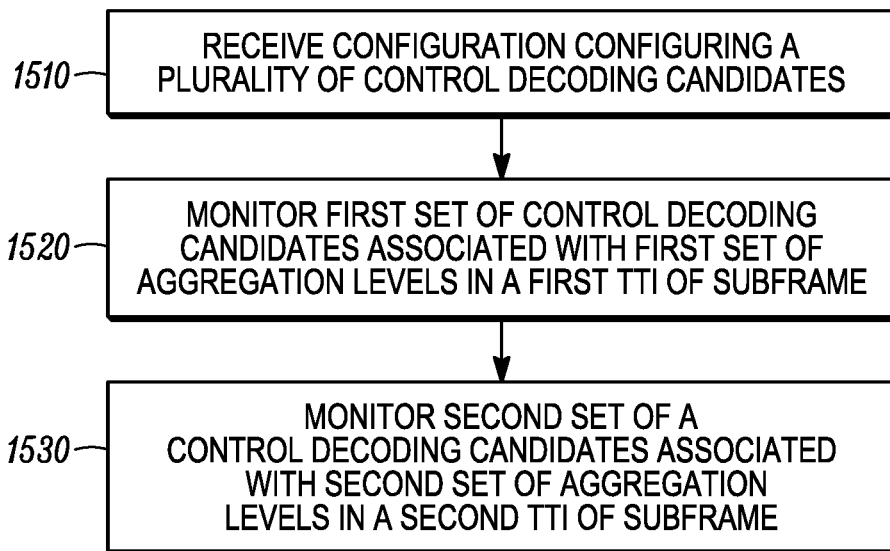 1510
RECEIVE CONFIGURATION CONFIGURING A
PLURALITY OF CONTROL DECODING CANDIDATES
1520
MONITOR FIRST SET OF CONTROL DECODING
CANDIDATES ASSOCIATED WITH FIRST SET OF
AGGREGATION LEVELS IN A FIRST TTI OF SUBFRAME
1530
MONITOR SECOND SET OF A
CONTROL DECODING CANDIDATES ASSOCIATED
WITH SECOND SET OF AGGREGATION
LEVELS IN A SECOND TTI OF SUBFRAME